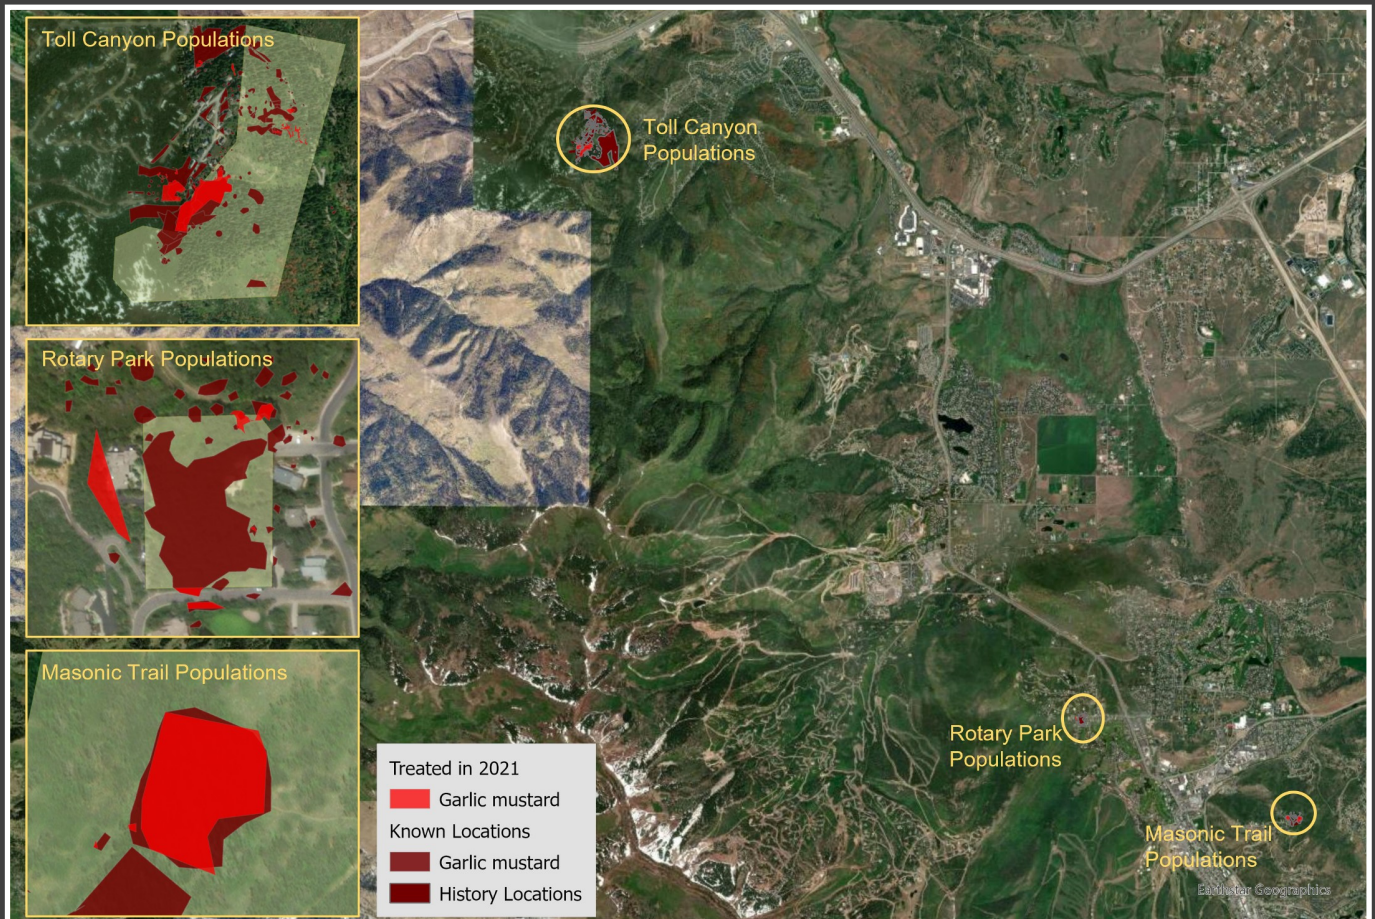 Toll Canyon Populations
Rotary Park Populations
Masonic Trail Populations
Treated in 2021
Garlic mustard
Known Locations
Garlic mustard
History Locations
Toll Canyon
Populations
Rotary Park
Populations
Masonic Trail
Populations
Earthstar Geographics